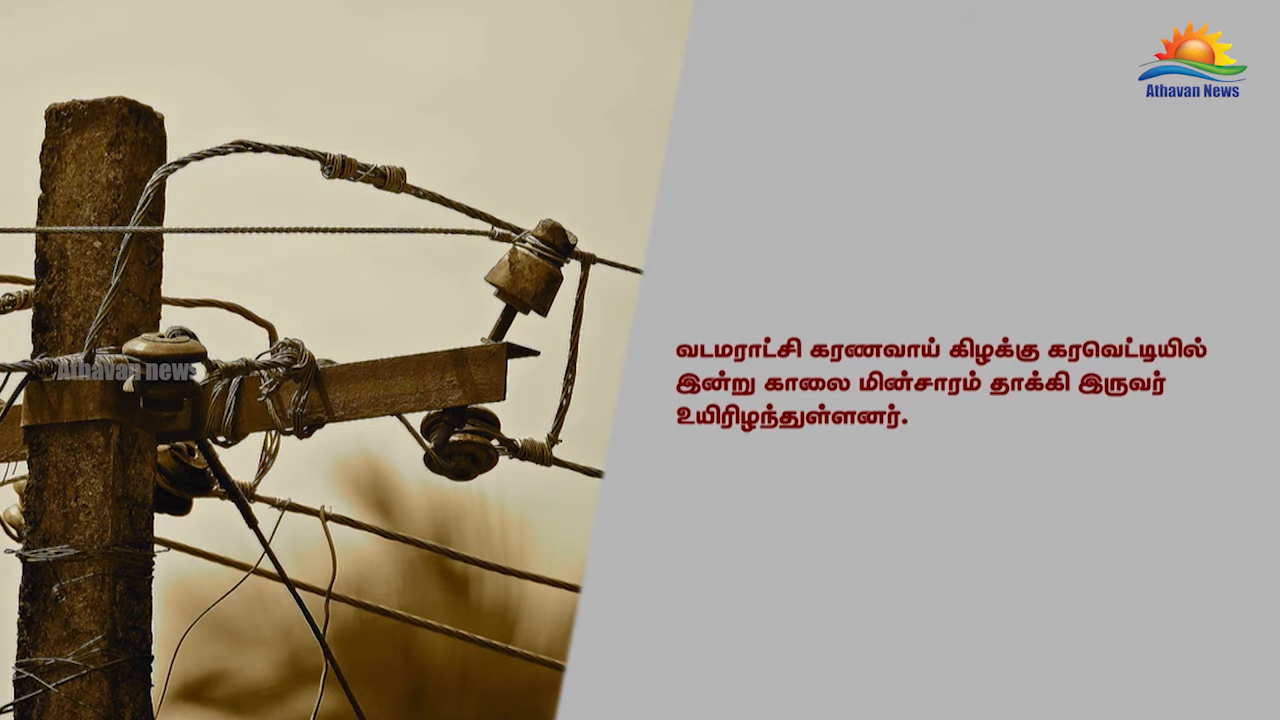 Athavan News
Athavan news
வடமராட்சி கரணவாய் கிழக்கு கரவெட்டியில்
இன்று காலை மின்சாரம் தாக்கி இருவர்
உயிரிழந்துள்ளனர்.